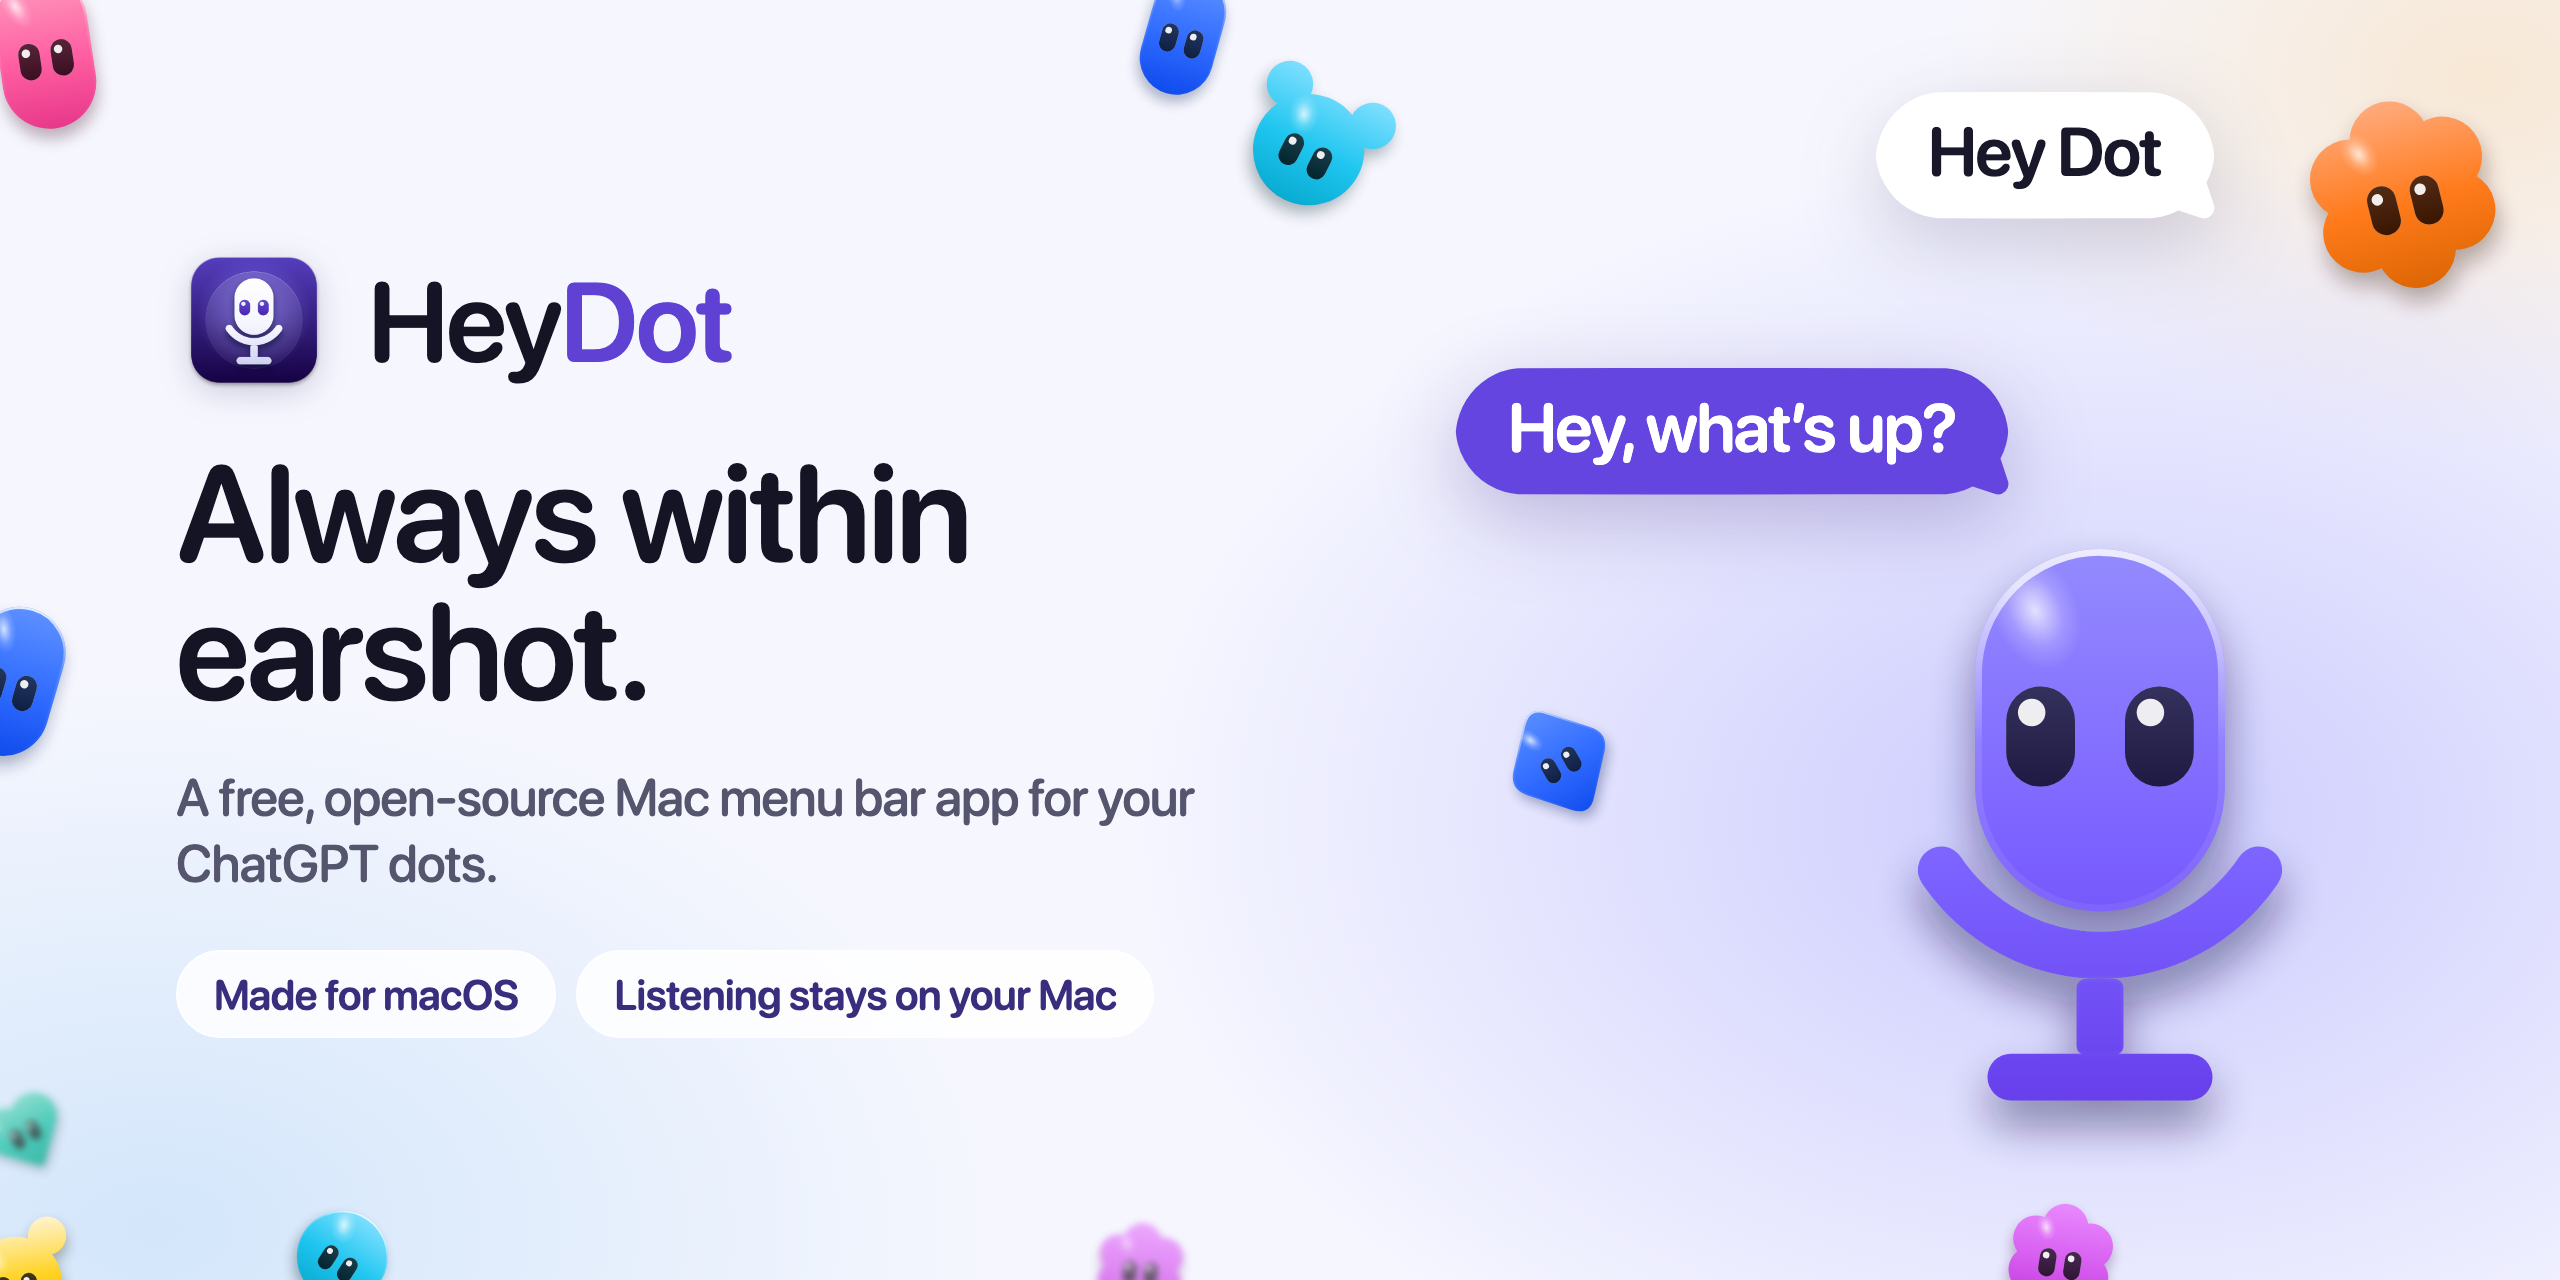 HeyDot
Always within
earshot.
A free, open-source Mac menu bar app for your
ChatGPT dots.
Made for macOS
Listening stays on your Mac
Hey Dot
Hey, what's up?